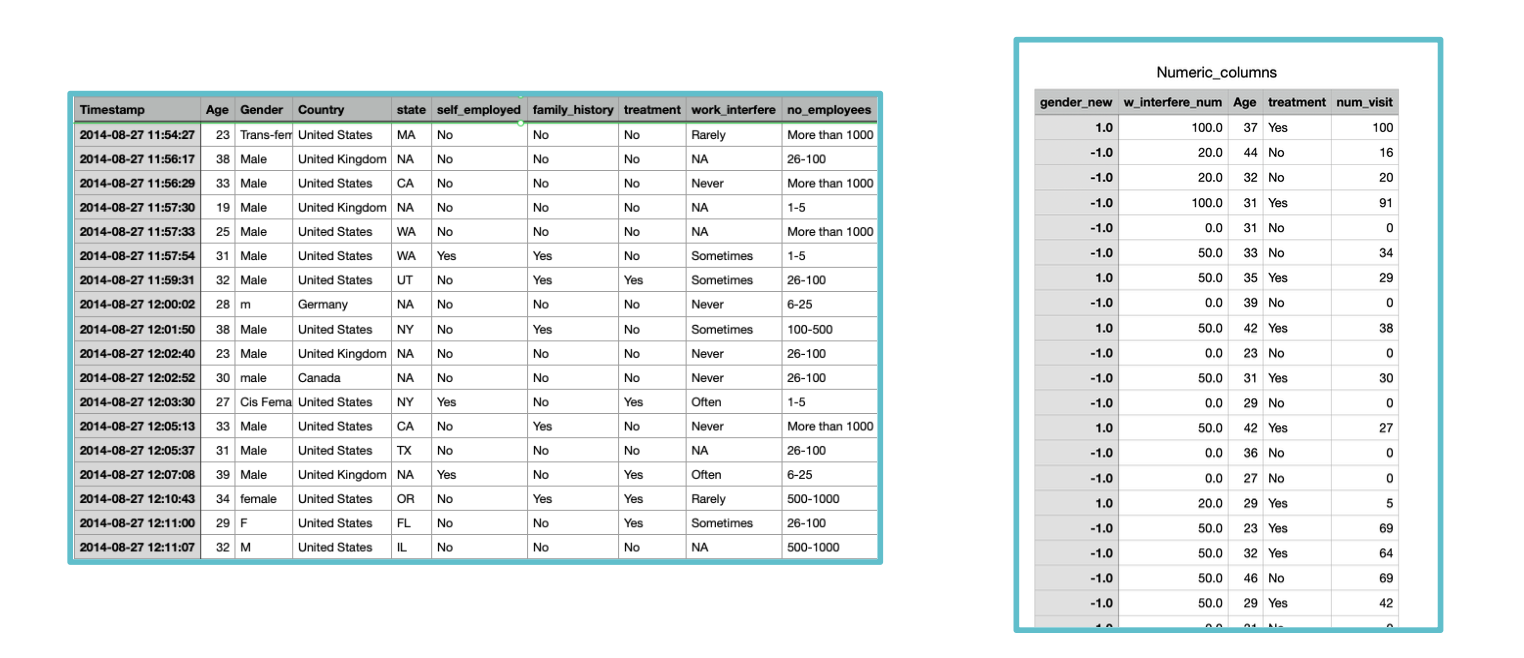 Timestamp Age Gender Country state self_employed family_history treatment work_interfere no_employees
2014-08-27 11:54:27 23 Trans-fem United States MA No No No Rarely More than 1000
2014-08-27 11:56:17 38 Male United Kingdom NA No No No NA 26-100
2014-08-27 11:56:29 33 Male United States CA No No No Never More than 1000
2014-08-27 11:57:30 19 Male United Kingdom NA No No No NA 1-5
2014-08-27 11:57:33 25 Male United States WA No No No NA More than 1000
2014-08-27 11:57:54 31 Male United States WA Yes Yes No Sometimes 1-5
2014-08-27 11:59:31 32 Male United States UT No Yes Yes Sometimes 26-100
2014-08-27 12:00:02 28 m Germany NA No No No Never 6-25
2014-08-27 12:01:50 38 Male United States NY No Yes No Sometimes 100-500
2014-08-27 12:02:40 23 Male United Kingdom NA No No No Never 26-100
2014-08-27 12:02:52 30 male Canada NA No No No Never 26-100
2014-08-27 12:03:30 27 Cis Fema United States NY Yes No Yes Often 1-5
2014-08-27 12:05:13 33 Male United States CA No Yes No Never More than 1000
2014-08-27 12:05:37 31 Male United States TX No No No NA 26-100
2014-08-27 12:07:08 39 Male United Kingdom NA Yes No Yes Often 6-25
2014-08-27 12:10:43 34 female United States OR No Yes Yes Rarely 500-1000
2014-08-27 12:11:00 29 F United States FL No No Yes Sometimes 26-100
2014-08-27 12:11:07 32 M United States IL No No No NA 500-1000
Numeric_columns
gender_new w_interfere_num Age treatment num_visit
1.0 100.0 37 Yes 100
-1.0 20.0 44 No 16
-1.0 20.0 32 No 20
-1.0 100.0 31 Yes 91
-1.0 0.0 31 No 0
-1.0 50.0 33 No 34
1.0 50.0 35 Yes 29
-1.0 0.0 39 No 0
1.0 50.0 42 Yes 38
-1.0 0.0 23 No 0
-1.0 50.0 31 Yes 30
-1.0 0.0 29 No 0
1.0 50.0 42 Yes 27
-1.0 0.0 36 No 0
-1.0 0.0 27 No 0
1.0 20.0 29 Yes 5
-1.0 50.0 23 Yes 69
-1.0 50.0 32 Yes 64
-1.0 50.0 46 No 69
-1.0 50.0 29 Yes 42